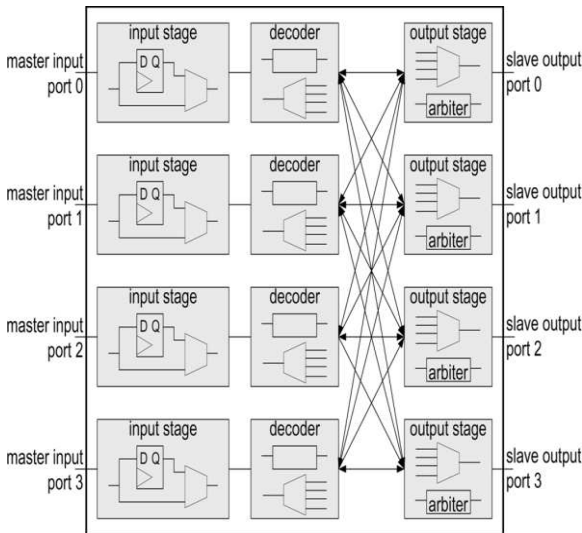 input stage
decoder
output stage
master input
port 0
D Q
arbiter
slave output
port 0
input stage
decoder
output stage
master input
port 1
D Q
arbiter
slave output
port 1
input stage
decoder
output stage
master input
port 2
D Q
arbiter
slave output
port 2
input stage
decoder
output stage
master input
port 3
D Q
arbiter
slave output
port 3